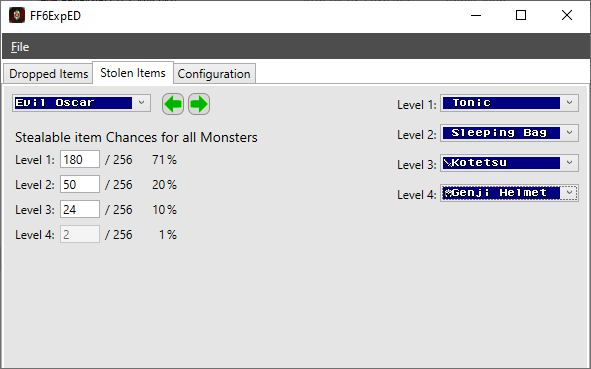 FF6ExpED
File
Dropped Items Stolen Items Configuration
Evil Oscar
Level 1: Tonic
Level 2: Sleeping Bag
Level 3: Kotetsu
Level 4: Genji Helmet
Stealable item Chances for all Monsters
Level 1: 180 / 256 71 %
Level 2: 50 / 256 20 %
Level 3: 24 / 256 10 %
Level 4: 2 / 256 1 %